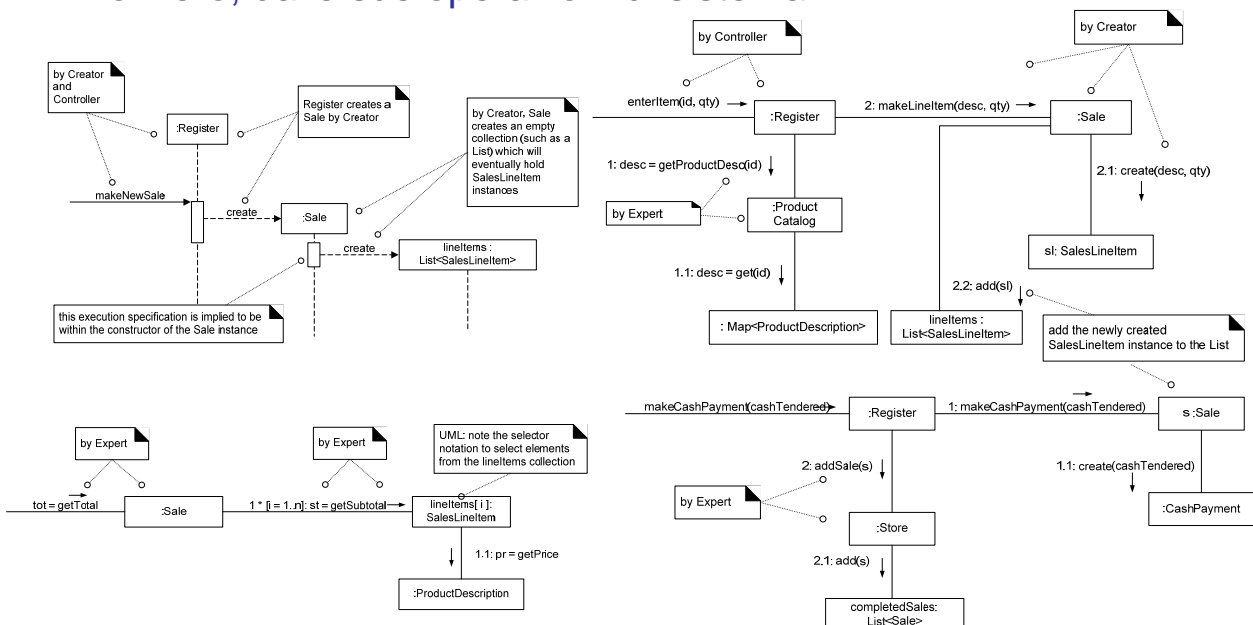 by Creator
and
Controller
:Register
Register creates a
Sale by Creator
by Creator, Sale
creates an empty
collection (such as a
List) which will
eventually hold
SalesLineItem
instances
makeNewSale
create
:Sale
create
lineItems :
List<SalesLineItem>
this execution specification is implied to be
within the constructor of the Sale instance
by Controller
by Creator
enterItem(id, qty)
:Register
2: makeLineItem(desc, qty)
:Sale
1: desc = getProductDesc(id)
2.1: create(desc, qty)
by Expert
:Product
Catalog
sl: SalesLineItem
1.1: desc = get(id)
2.2: add(sl)
: Map<ProductDescription>
lineItems :
List<SalesLineItem>
add the newly created
SalesLineItem instance to the List
by Expert
by Expert
UML: note the selector
notation to select elements
from the lineItems collection
tot = getTotal
:Sale
1 * [i = 1..n]: st = getSubtotal
lineItems[ i ]:
SalesLineItem
1.1: pr = getPrice
:ProductDescription
makeCashPayment(cashTendered)
:Register
1: makeCashPayment(cashTendered)
s :Sale
2: addSale(s)
1.1: create(cashTendered)
by Expert
:Store
:CashPayment
2.1: add(s)
completedSales:
List<Sale>